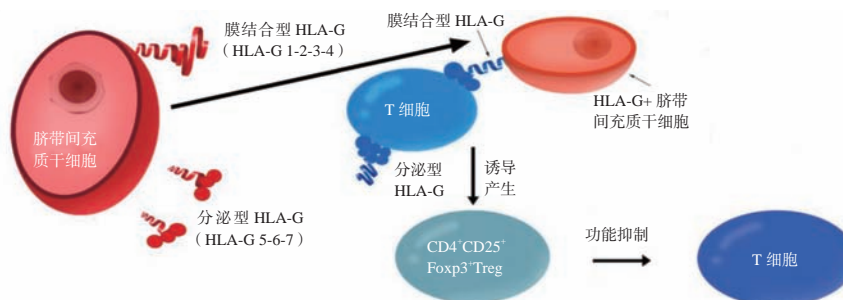 膜结合型 HLA-G
（HLA-G 1-2-3-4）
膜结合型 HLA-G
T 细胞
HLA-G+ 脐带
间充质干细胞
脐带间充
质干细胞
分泌型
HLA-G
诱导
产生
分泌型 HLA-G
（HLA-G 5-6-7）
CD4⁺CD25⁺
Foxp3⁺Treg
功能抑制
T 细胞